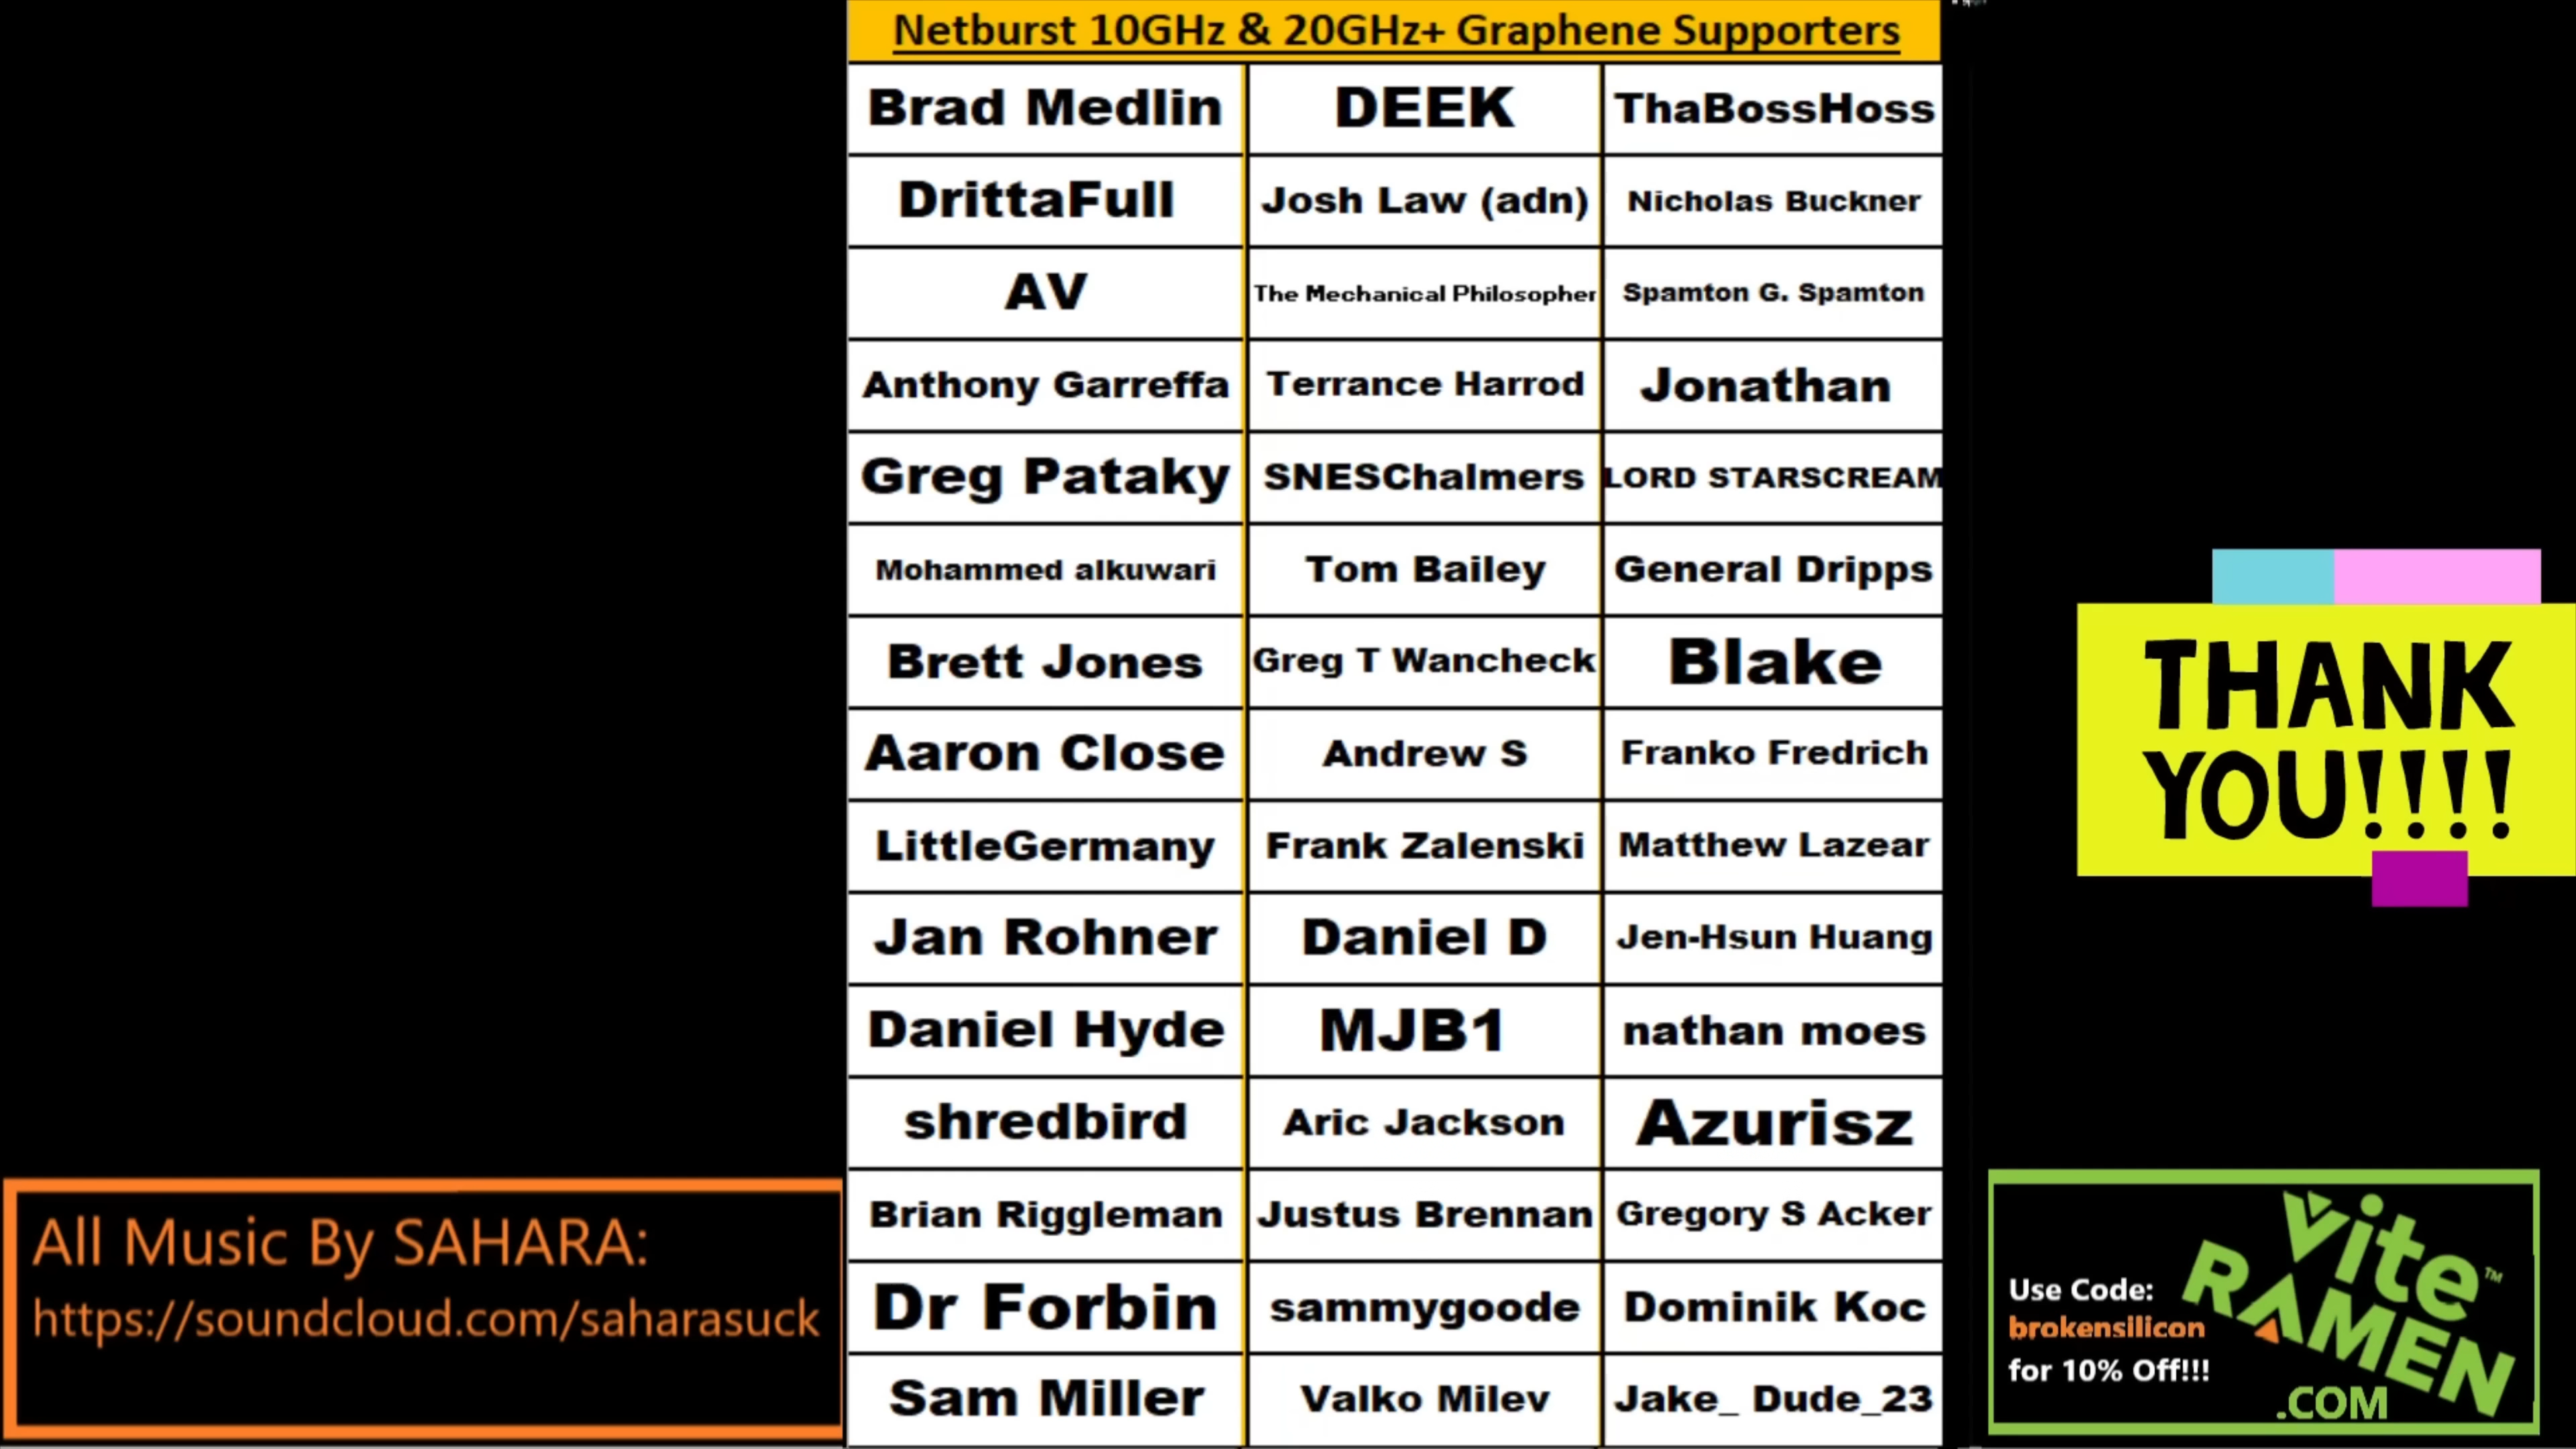 Netburst 10GHz & 20GHz+ Graphene Supporters
Brad Medlin DEEK ThaBossHoss
DrittaFull Josh Law (adn) Nicholas Buckner
AV The Mechanical Philosopher Spamton G. Spamton
Anthony Garreffa Terrance Harrod Jonathan
Greg Pataky SNESChalmers LORD STARSCREAM
Mohammed alkuwari Tom Bailey General Dripps
Brett Jones Greg T Wancheck Blake
Aaron Close Andrew S Franko Fredrich
LittleGermany Frank Zalenski Matthew Lazear
Jan Rohner Daniel D Jen-Hsun Huang
Daniel Hyde MJB1 nathan moes
shredbird Aric Jackson Azurisz
Brian Riggleman Justus Brennan Gregory S Acker
Dr Forbin sammygoode Dominik Koc
Sam Miller Valko Milev Jake_ Dude_23
THANK
YOU!!!!
All Music By SAHARA:
https://soundcloud.com/saharasuck
Use Code:
brokensilicon
for 10% Off!!!
Vite™
RAMEN
.COM